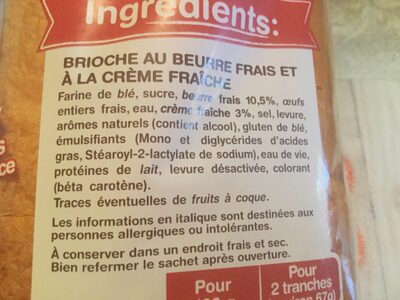 Ingrédients:
BRIOCHE AU BEURRE FRAIS ET
À LA CRÈME FRAÎCHE
Farine de blé, sucre, beurre frais 10,5%, œufs
entiers frais, eau, crème fraîche 3%, sel, levure,
arômes naturels (contient alcool), gluten de blé,
émulsifiants (Mono et diglycérides d'acides
gras, Stéaroyl-2-lactylate de sodium), eau de vie,
protéines de lait, levure désactivée, colorant
(béta carotène).
Traces éventuelles de fruits à coque.
Les informations en italique sont destinées aux
personnes allergiques ou intolérantes.
À conserver dans un endroit frais et sec.
Bien refermer le sachet après ouverture.
Pour
Pour
2 tranches
67g)